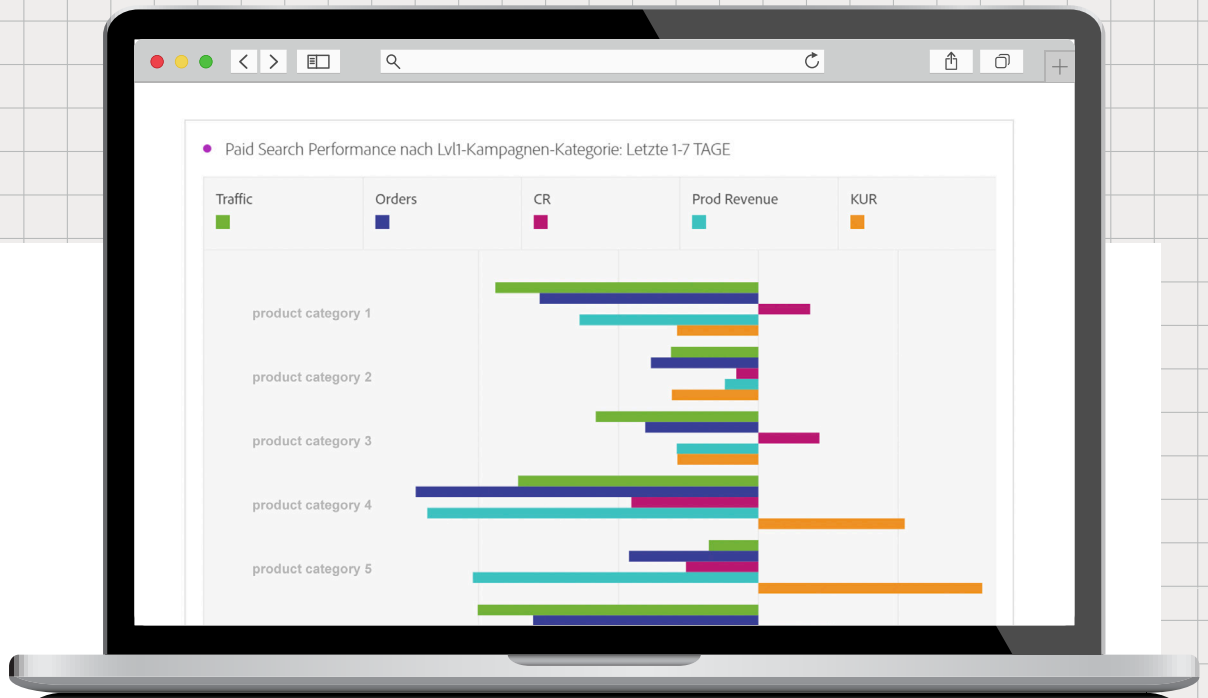 Paid Search Performance nach Lvl1-Kampagnen-Kategorie: Letzte 1-7 TAGE
Traffic Orders CR Prod Revenue KUR
product category 1
product category 2
product category 3
product category 4
product category 5